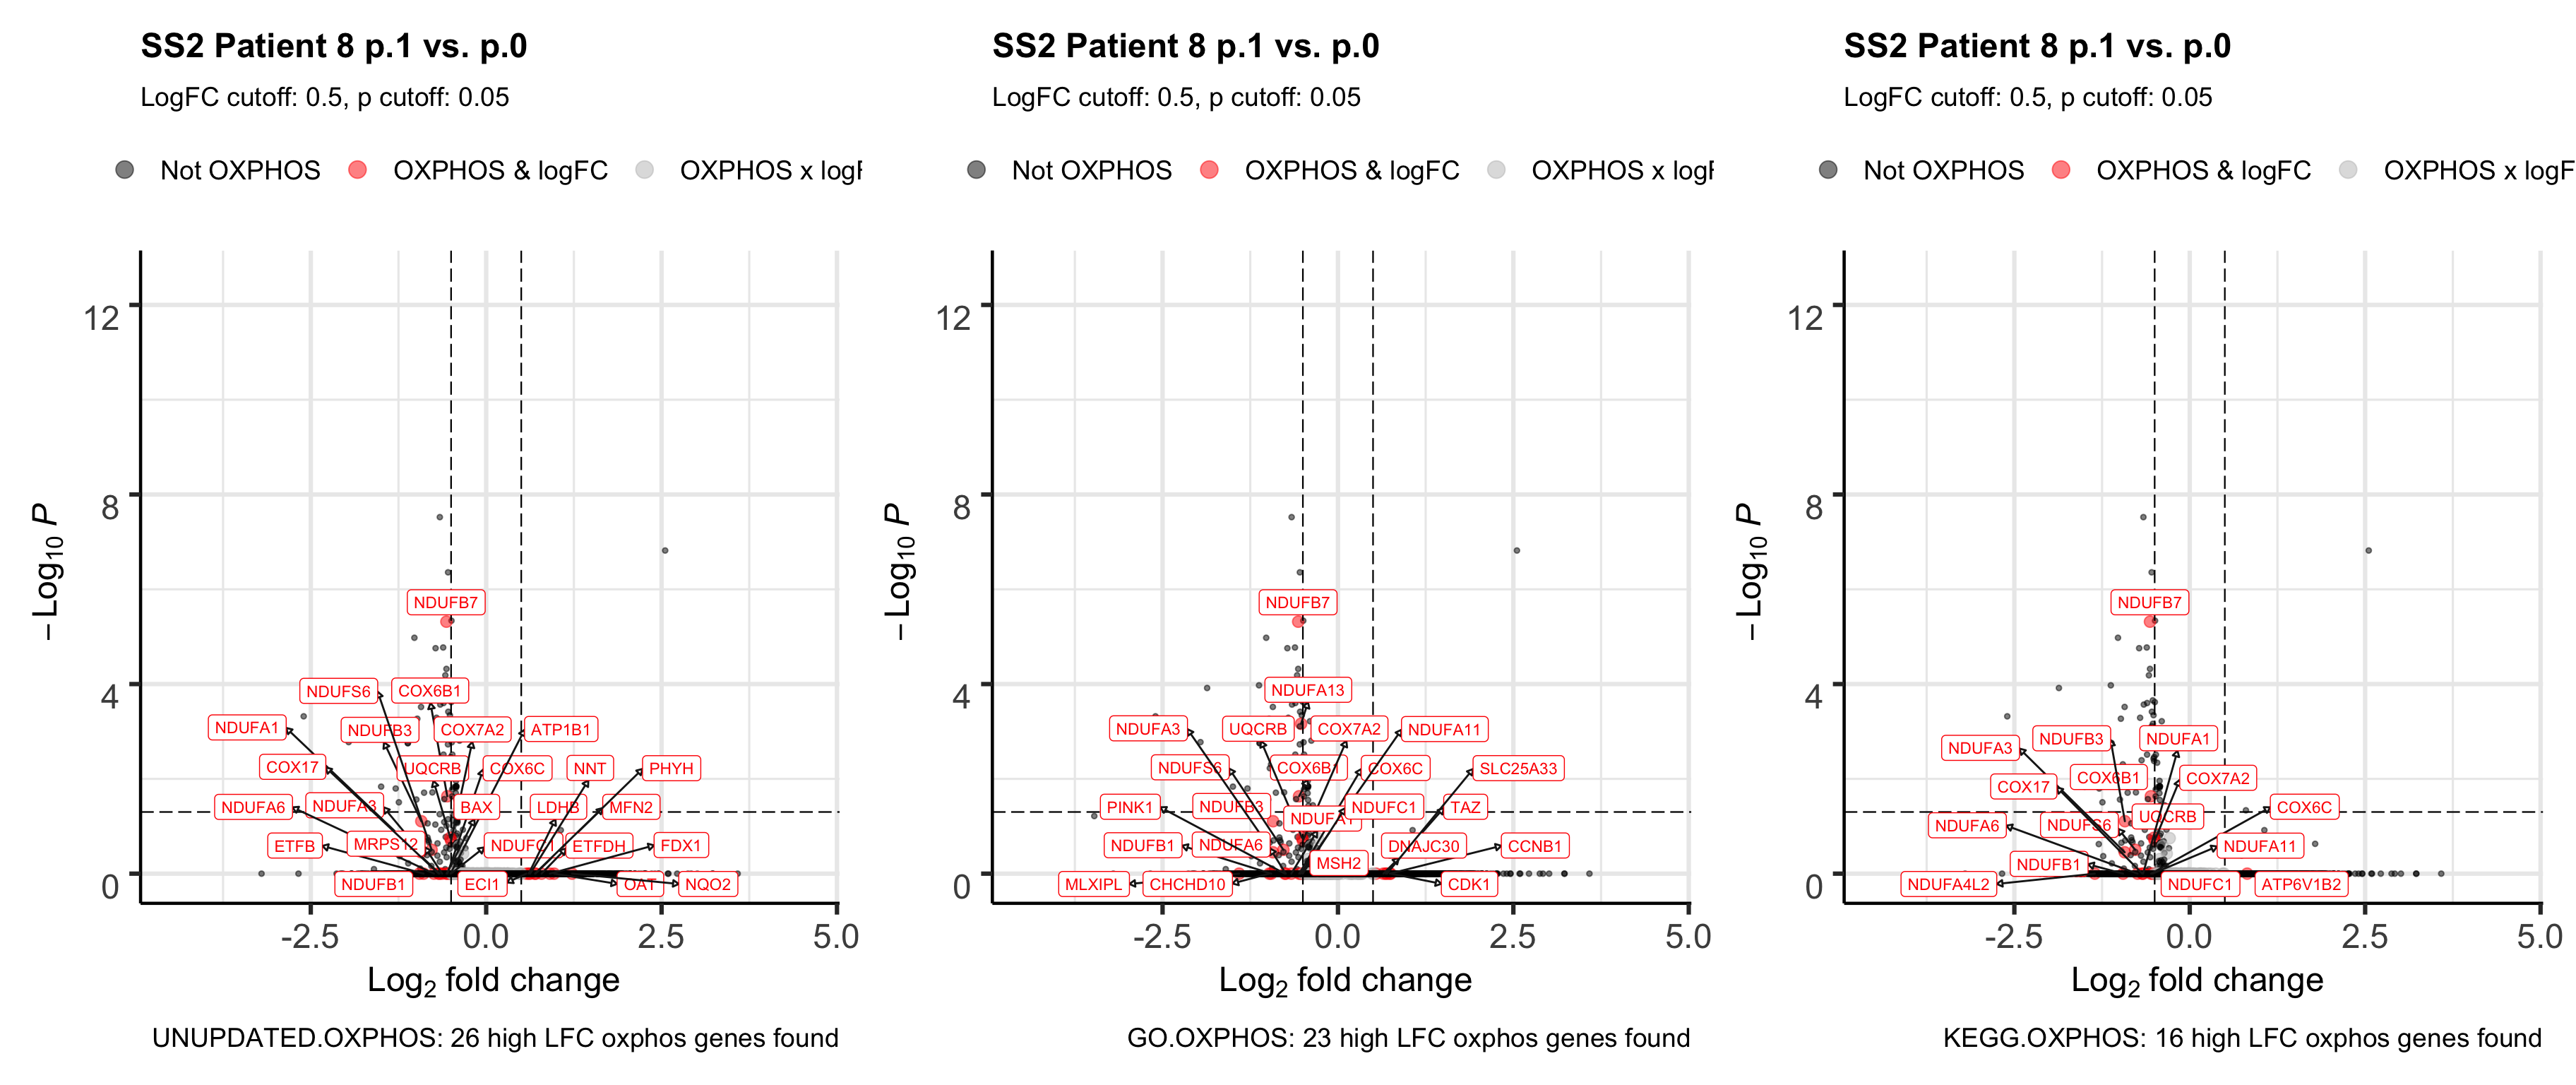 SS2 Patient 8 p.1 vs. p.0
LogFC cutoff: 0.5, p cutoff: 0.05
Not OXPHOS OXPHOS & logFC OXPHOS x logF
12
8
4
0
−Log10 P
NDUFB7
NDUFS6 COX6B1
NDUFA1 NDUFB3 COX7A2 ATP1B1
COX17 UQCRB COX6C NNT PHYH
NDUFA6 NDUFA3 BAX LDHB MFN2
ETFB MRPS12 NDUFC1 ETFDH FDX1
NDUFB1 ECI1 OAT NQO2
-2.5 0.0 2.5 5.0
Log2 fold change
UNUPDATED.OXPHOS: 26 high LFC oxphos genes found
SS2 Patient 8 p.1 vs. p.0
LogFC cutoff: 0.5, p cutoff: 0.05
Not OXPHOS OXPHOS & logFC OXPHOS x logF
12
8
4
0
−Log10 P
NDUFB7
NDUFA13
NDUFA3 UQCRB COX7A2 NDUFA11
NDUFS6 COX6B1 COX6C SLC25A33
PINK1 NDUFB3 NDUFA1 NDUFC1 TAZ
NDUFB1 NDUFA6 DNAJC30 CCNB1
MSH2
MLXIPL CHCHD10 CDK1
-2.5 0.0 2.5 5.0
Log2 fold change
GO.OXPHOS: 23 high LFC oxphos genes found
SS2 Patient 8 p.1 vs. p.0
LogFC cutoff: 0.5, p cutoff: 0.05
Not OXPHOS OXPHOS & logFC OXPHOS x logF
12
8
4
0
−Log10 P
NDUFB7
NDUFA3 NDUFB3 NDUFA1
COX17 COX6B1 COX7A2
NDUFA6 NDUFS6 UQCRB COX6C
NDUFB1 NDUFA11
NDUFA4L2 NDUFC1 ATP6V1B2
-2.5 0.0 2.5 5.0
Log2 fold change
KEGG.OXPHOS: 16 high LFC oxphos genes found